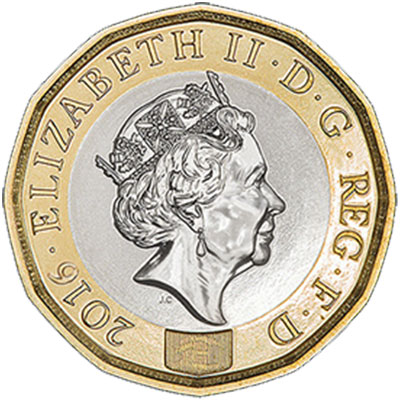 2016 · ELIZABETH II · D · G · REG · F · D
J.C